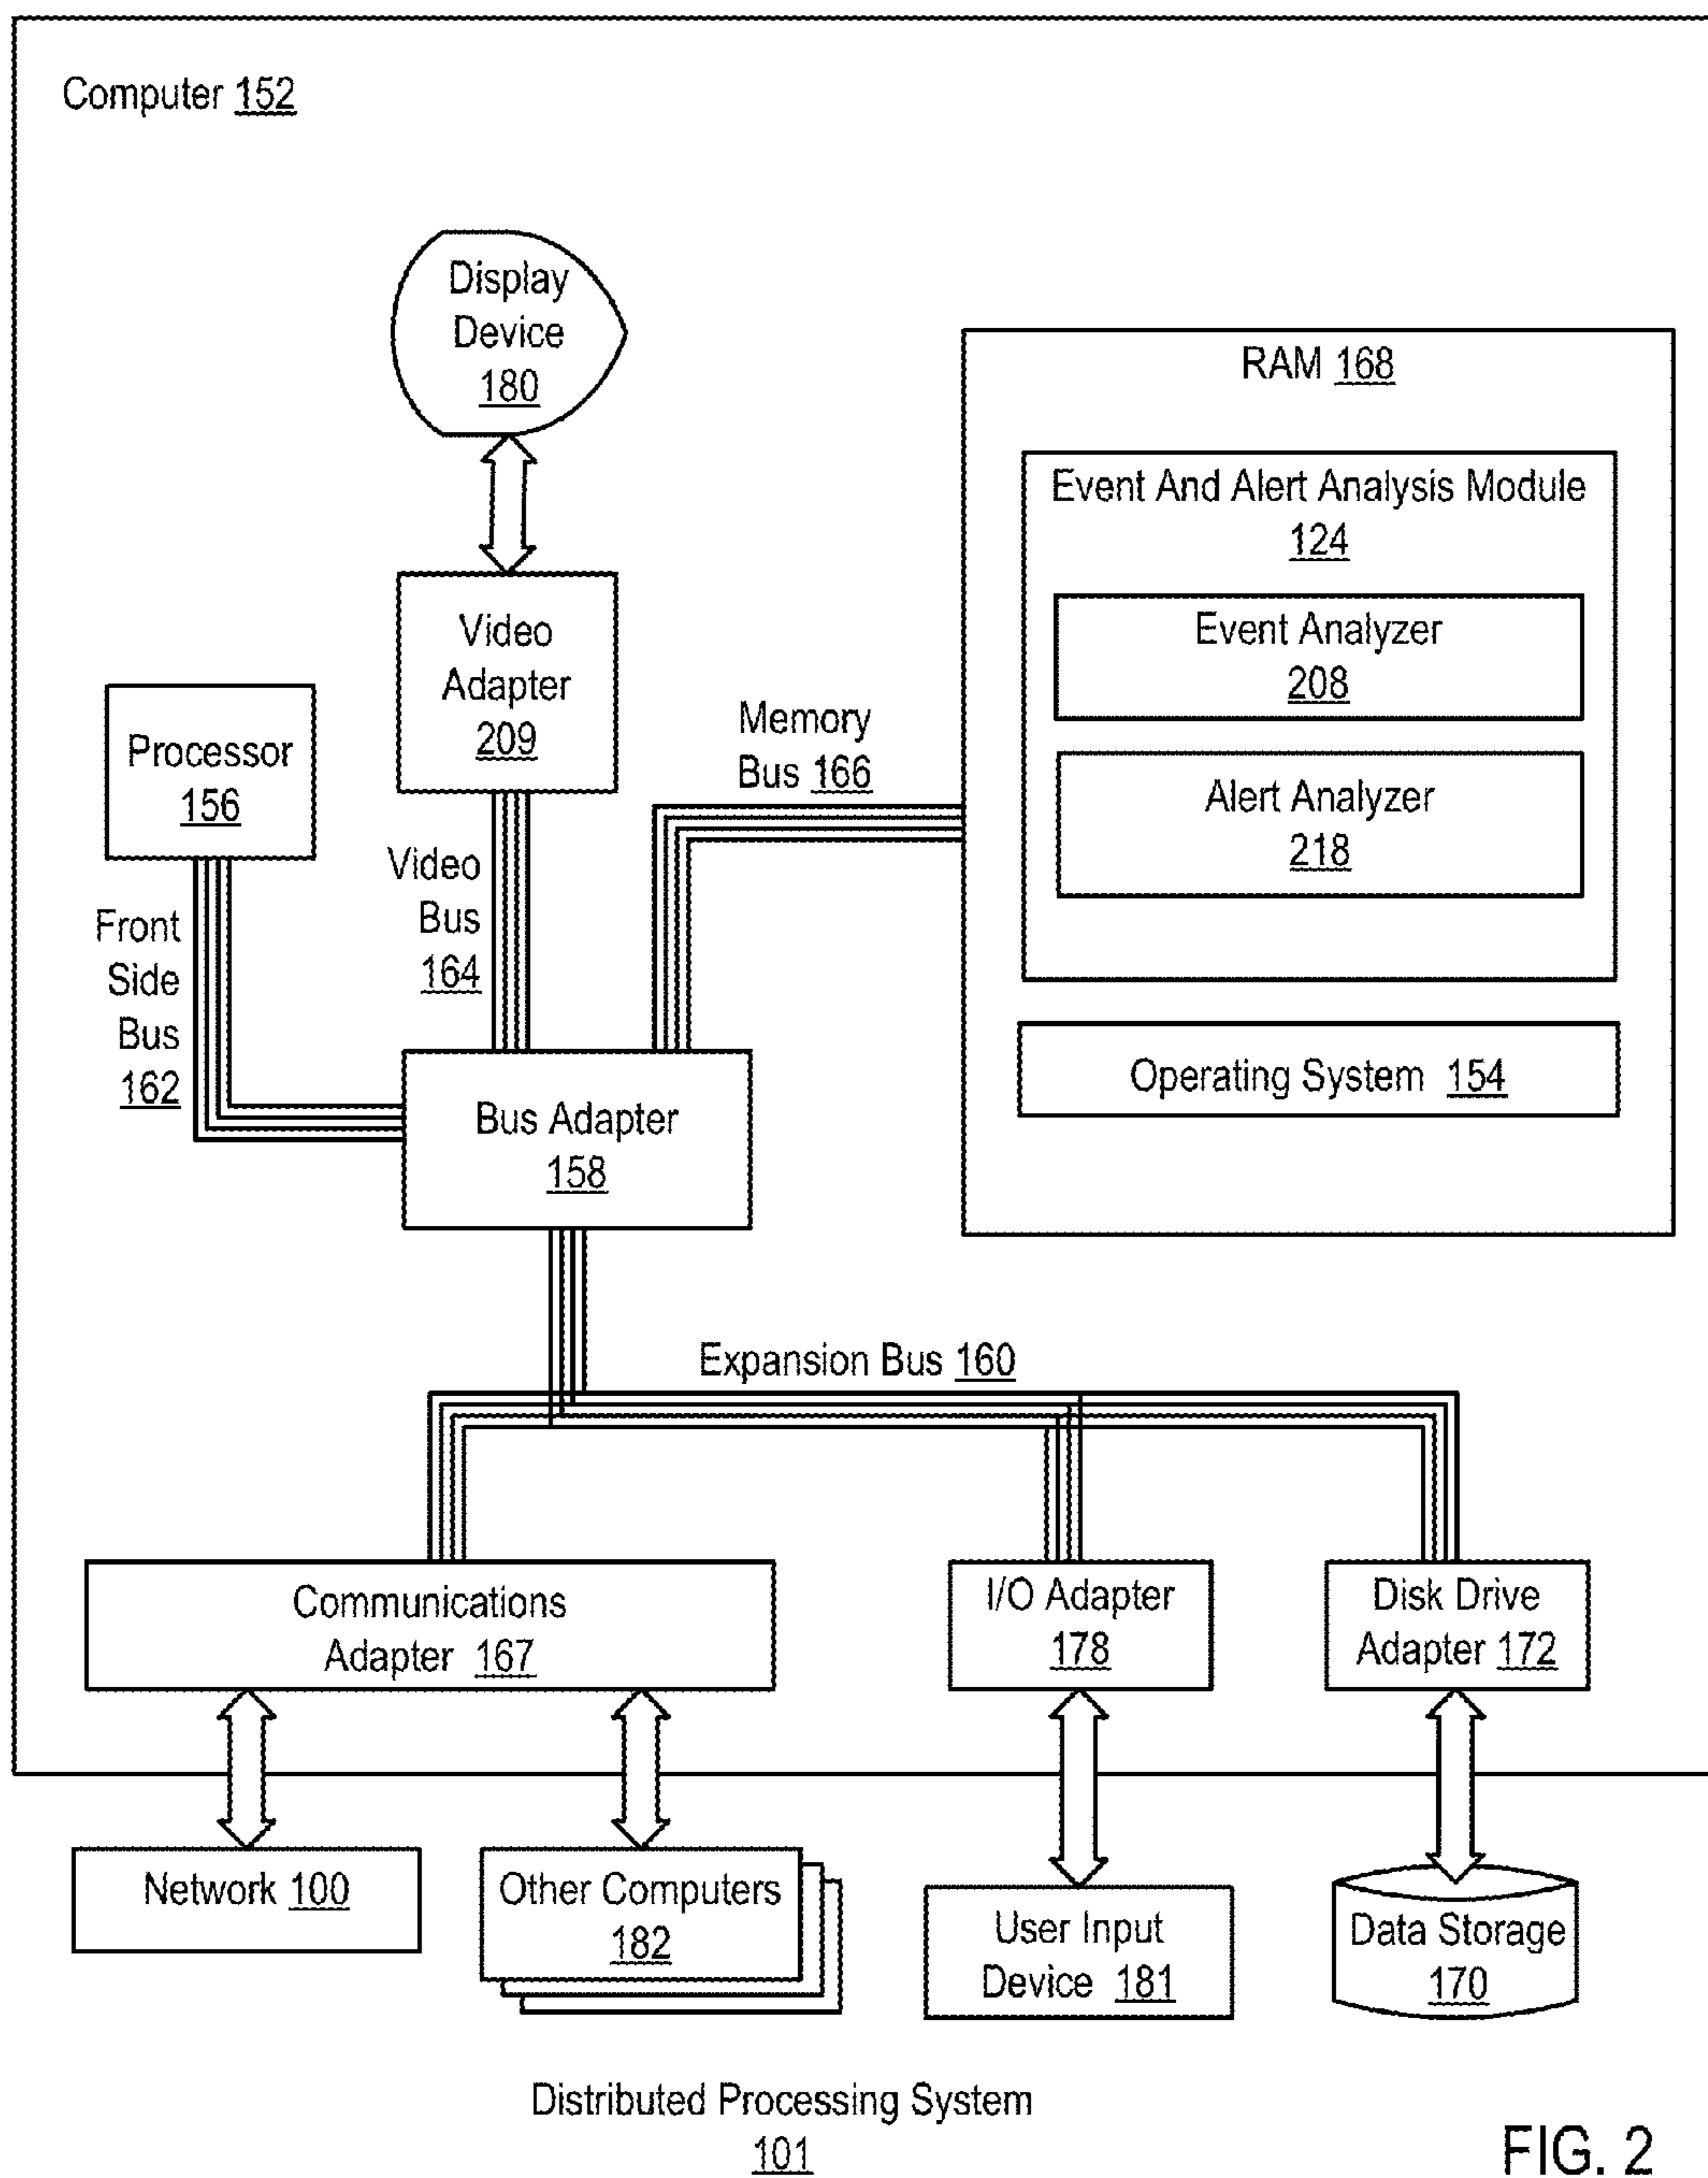 Computer 152
Display
Device
180
RAM 168
Event And Alert Analysis Module
124
Event Analyzer
208
Alert Analyzer
218
Operating System 154
Video
Adapter
209
Processor
156
Memory
Bus 166
Video
Bus
164
Front
Side
Bus
162
Bus Adapter
158
Expansion Bus 160
Communications
Adapter 167
I/O Adapter
178
Disk Drive
Adapter 172
Network 100
Other Computers
182
User Input
Device 181
Data Storage
170
Distributed Processing System
101
FIG. 2